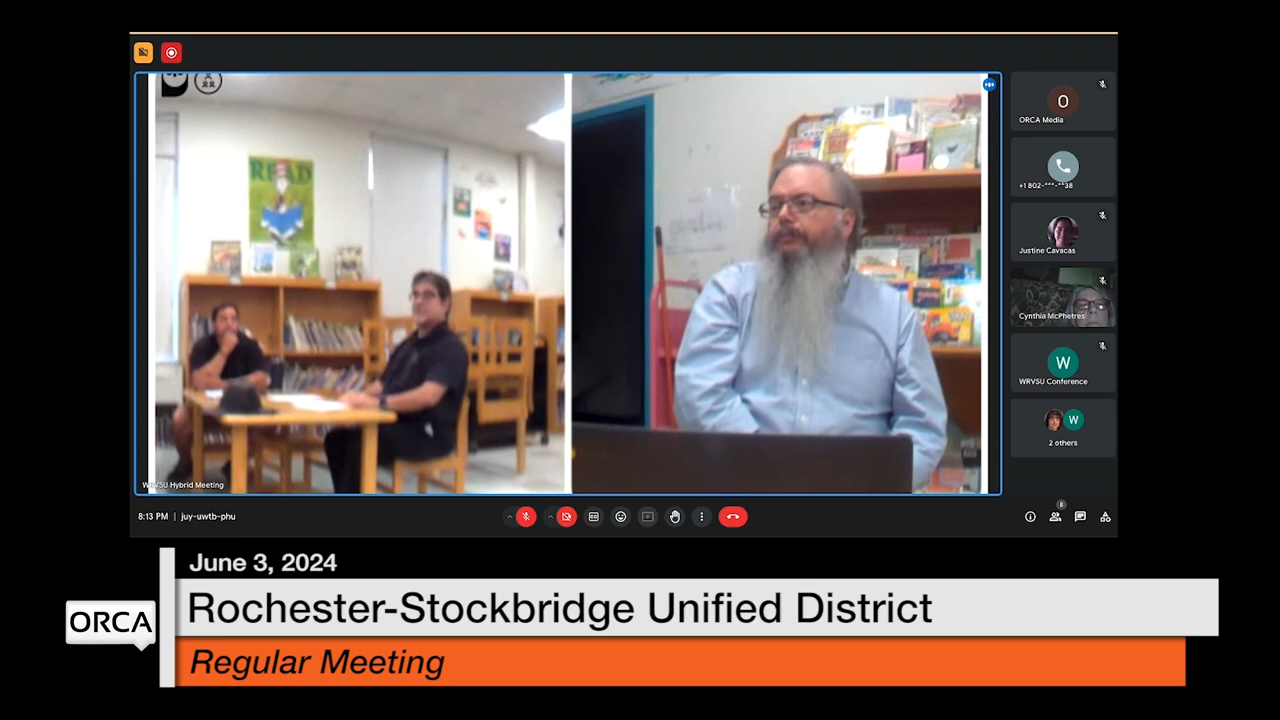 READ
WRVSU Hybrid Meeting
O
ORCA Media
+1 802-***-**38
Justine Cavacas
Cynthia McPhetres
W
WRVSU Conference
W
2 others
8:13 PM | juy-uwtb-phu
8
June 3, 2024
ORCA
Rochester-Stockbridge Unified District
Regular Meeting